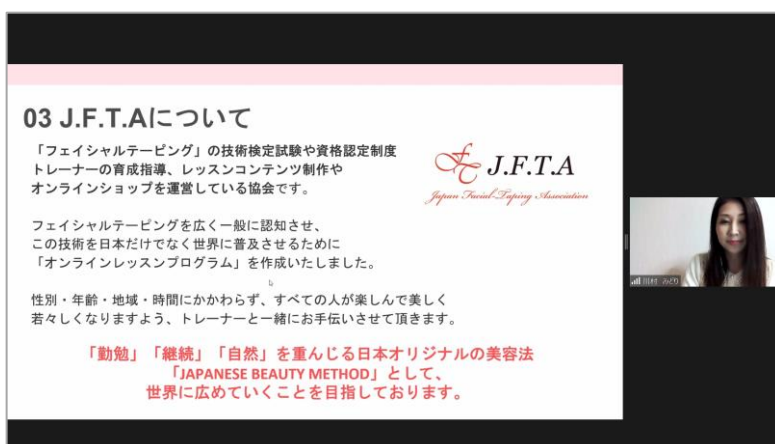 03 J.F.T.Aについて
「フェイシャルテーピング」の技術検定試験や資格認定制度
トレーナーの育成指導、レッスンコンテンツ制作や
オンラインショップを運営している協会です。
フェイシャルテーピングを広く一般に認知させ、
この技術を日本だけでなく世界に普及させるために
「オンラインレッスンプログラム」を作成いたしました。
性別・年齢・地域・時間にかかわらず、すべての人が楽しんで美しく
若々しくなりますよう、トレーナーと一緒にお手伝いさせて頂きます。
「勤勉」「継続」「自然」を重んじる日本オリジナルの美容法
「JAPANESE BEAUTY METHOD」として、
世界に広めていくことを目指しております。
J.F.T.A
Japan Facial-Taping Association
川村 みどり